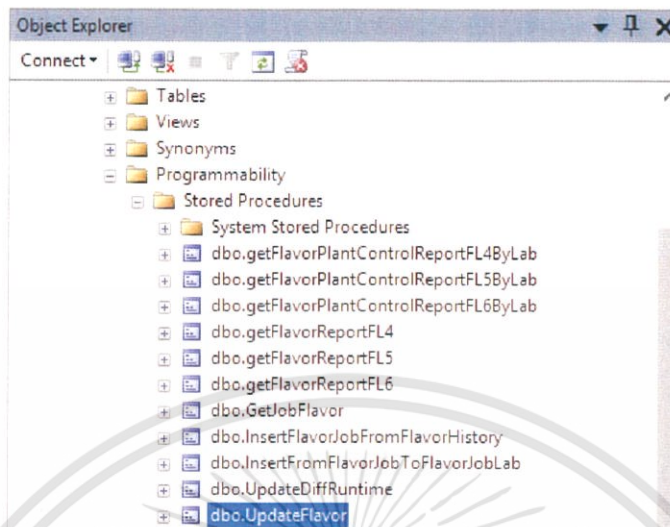 Object Explorer
Connect
Tables
Views
Synonyms
Programmability
Stored Procedures
System Stored Procedures
dbo.getFlavorPlantControlReportFL4ByLab
dbo.getFlavorPlantControlReportFL5ByLab
dbo.getFlavorPlantControlReportFL6ByLab
dbo.getFlavorReportFL4
dbo.getFlavorReportFL5
dbo.getFlavorReportFL6
dbo.GetJobFlavor
dbo.InsertFlavorJobFromFlavorHistory
dbo.InsertFromFlavorJobToFlavorJobLab
dbo.UpdateDiffRuntime
dbo.UpdateFlavor